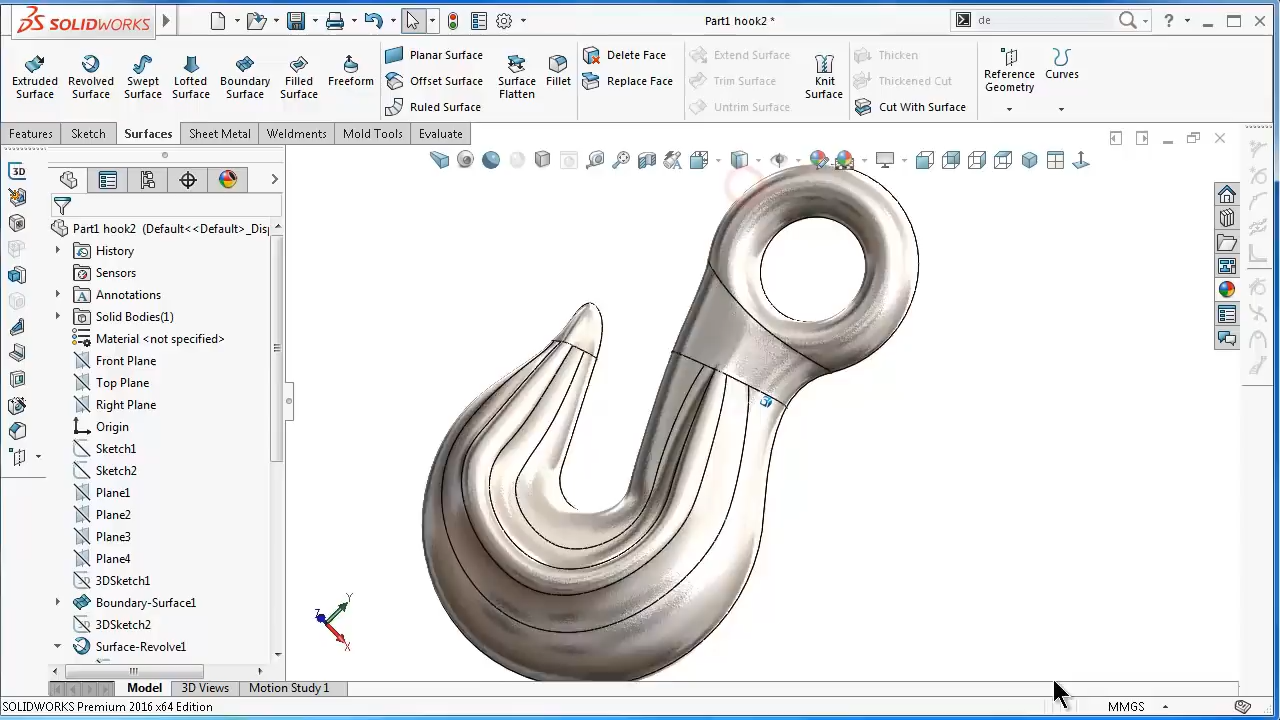 SOLIDWORKS
Part1 hook2 *
de
?
Extruded Surface
Revolved Surface
Swept Surface
Lofted Surface
Boundary Surface
Filled Surface
Freeform
Planar Surface
Offset Surface
Ruled Surface
Surface Flatten
Fillet
Delete Face
Replace Face
Extend Surface
Trim Surface
Untrim Surface
Knit Surface
Thicken
Thickened Cut
Cut With Surface
Reference Geometry
Curves
Features
Sketch
Surfaces
Sheet Metal
Weldments
Mold Tools
Evaluate
3D
Part1 hook2 (Default<<Default>_Disp
History
Sensors
Annotations
Solid Bodies(1)
Material <not specified>
Front Plane
Top Plane
Right Plane
Origin
Sketch1
Sketch2
Plane1
Plane2
Plane3
Plane4
3DSketch1
Boundary-Surface1
3DSketch2
Surface-Revolve1
Y
Z
X
Model
3D Views
Motion Study 1
SOLIDWORKS Premium 2016 x64 Edition
MMGS